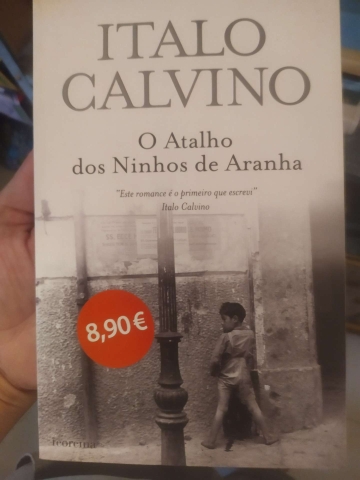 ITALO
CALVINO
O Atalho
dos Ninhos de Aranha
"Este romance é o primeiro que escrevi"
Italo Calvino
8,90€
teorema